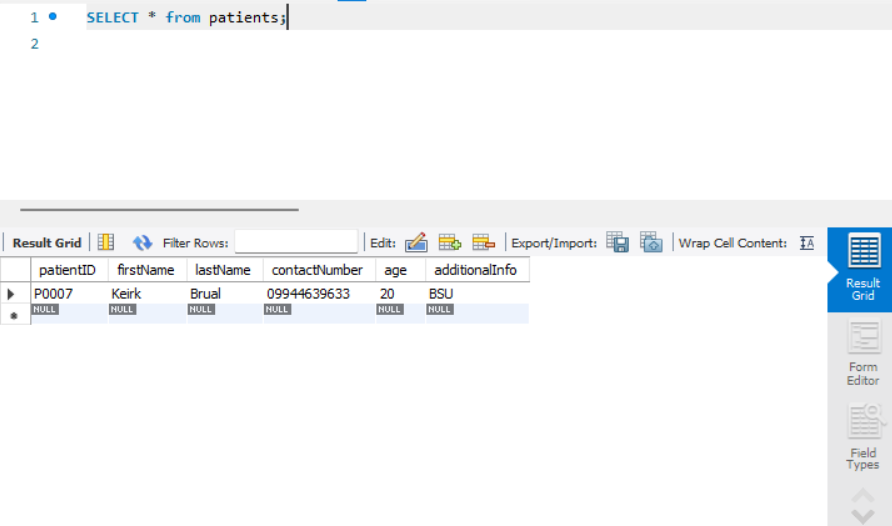 1 SELECT * from patients;
2
Result Grid Filter Rows: Edit: Export/Import: Wrap Cell Content: IA
patientID firstName lastName contactNumber age additionalInfo
P0007 Keirk Brual 09944639633 20 BSU
NULL NULL NULL NULL NULL NULL
Result
Grid
Form
Editor
Field
Types